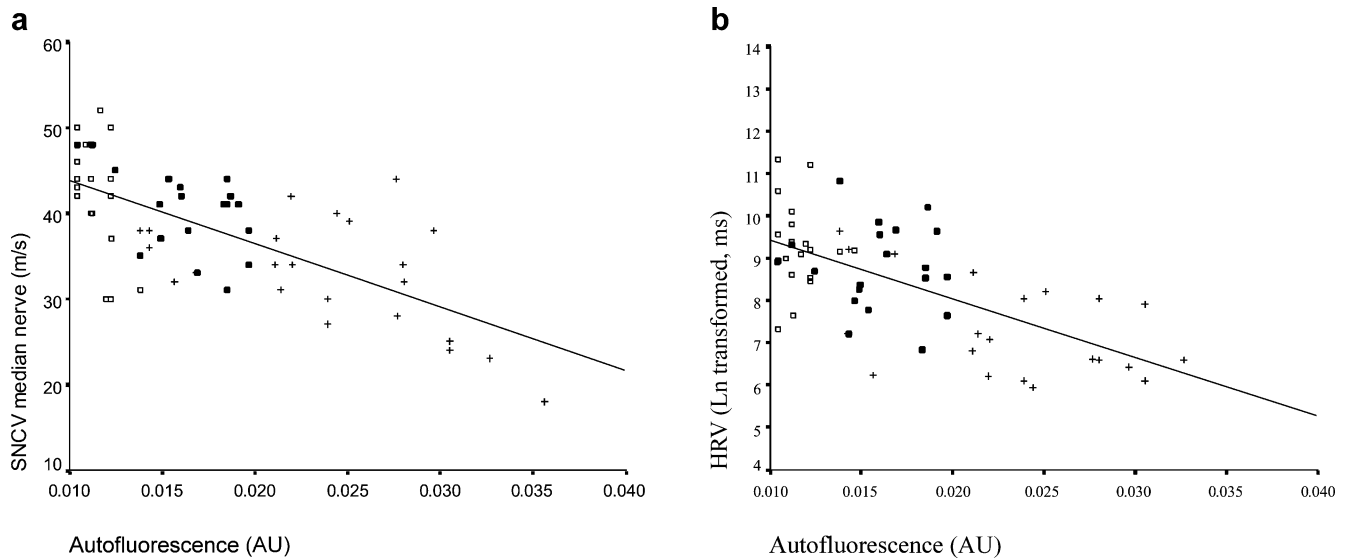 a
SNCV median nerve (m/s)
60
50
40
30
20
10
0.010 0.015 0.020 0.025 0.030 0.035 0.040
Autofluorescence (AU)
b
HRV (Ln transformed, ms)
14
13
12
11
10
9
8
7
6
5
4
0.010 0.015 0.020 0.025 0.030 0.035 0.040
Autofluorescence (AU)